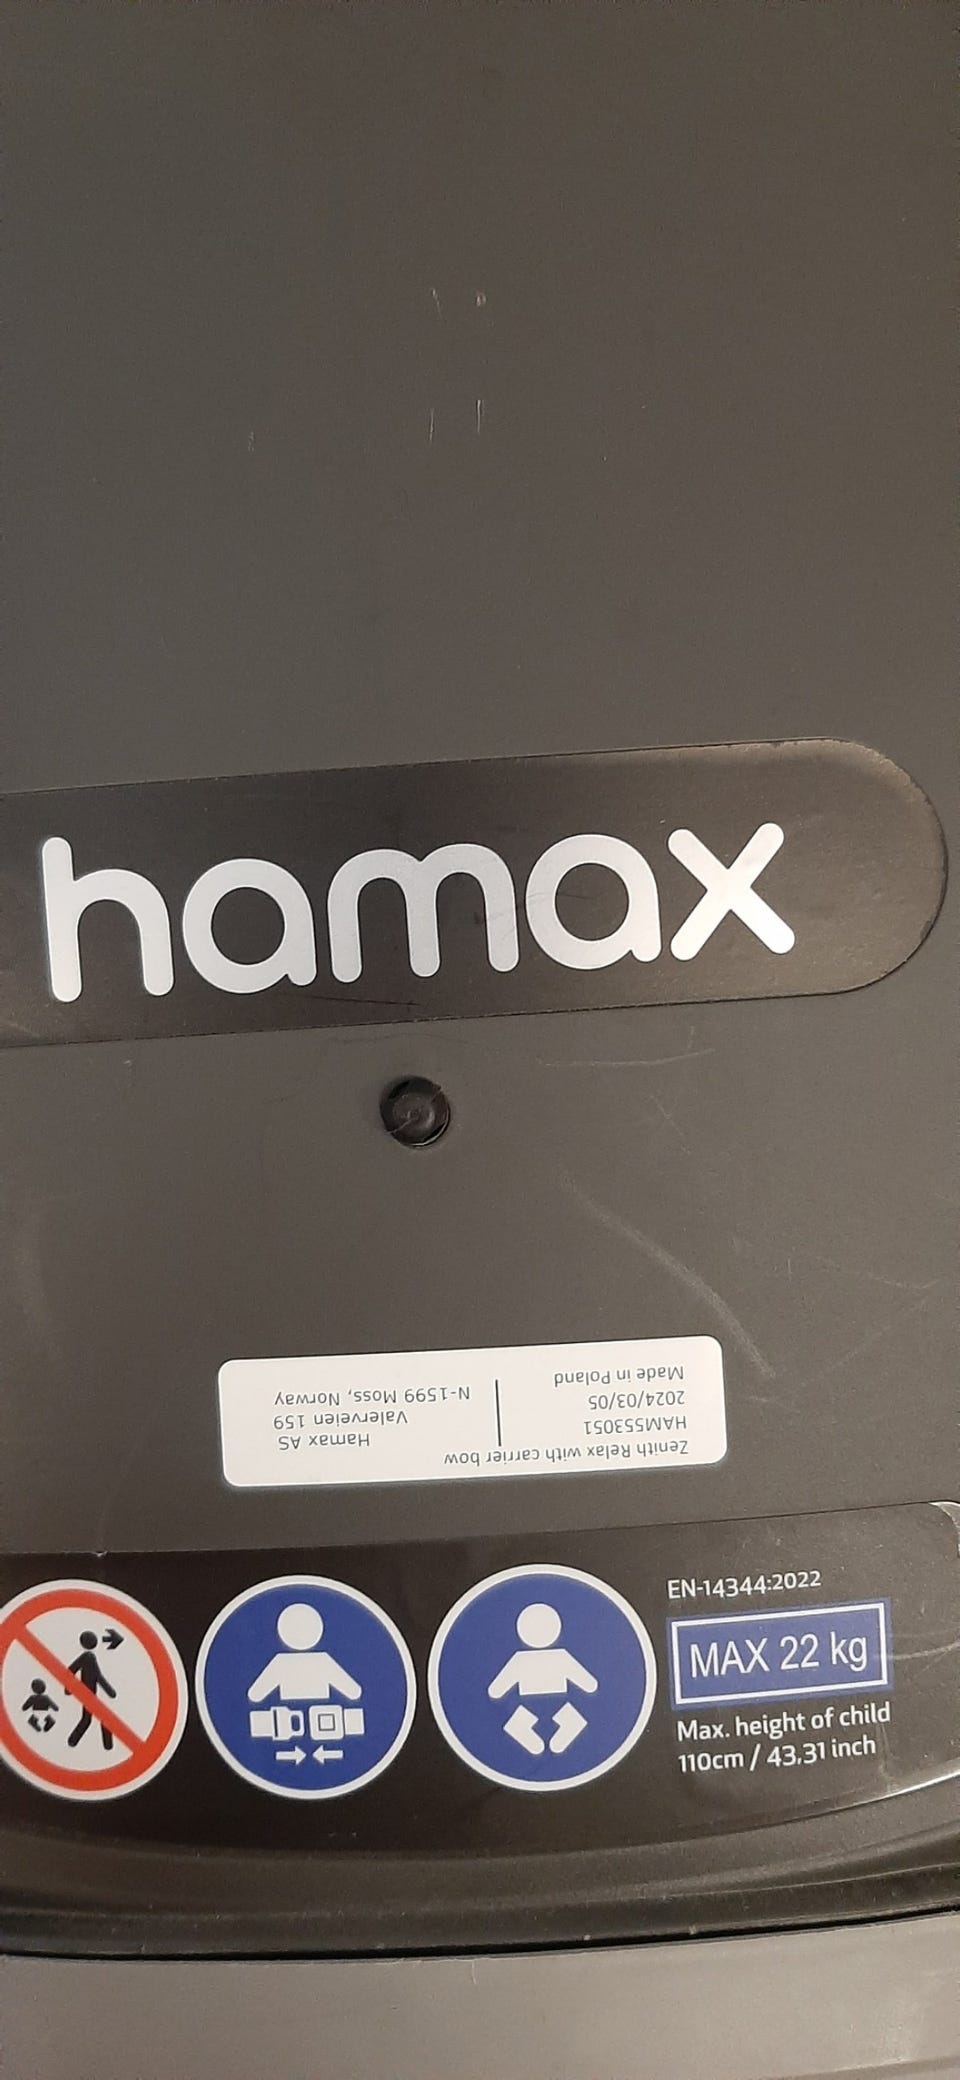 hamax
Zenith Relax with carrier bow
HAM553051
2024/03/05
Made in Poland
Hamax AS
Valerveien 159
N-1599 Moss, Norway
EN-14344:2022
MAX 22 kg
Max. height of child
110cm / 43,31 inch